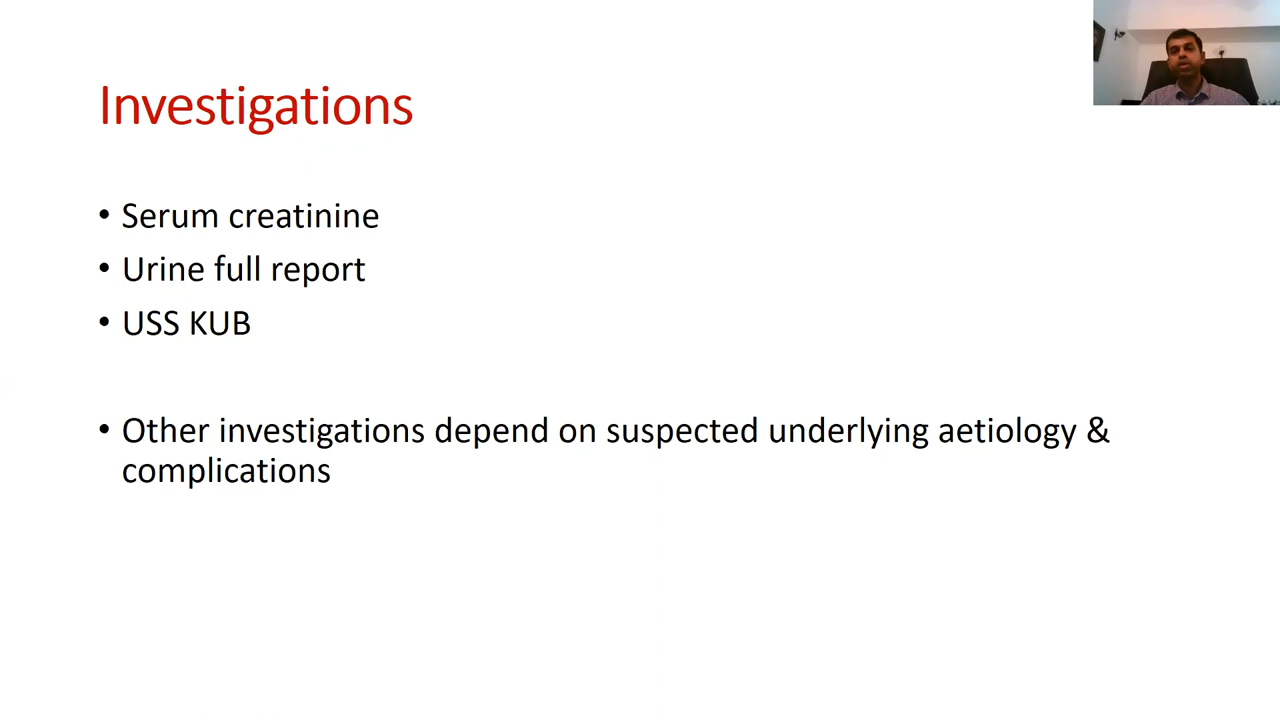 Investigations
• Serum creatinine
• Urine full report
• USS KUB
• Other investigations depend on suspected underlying aetiology &
complications